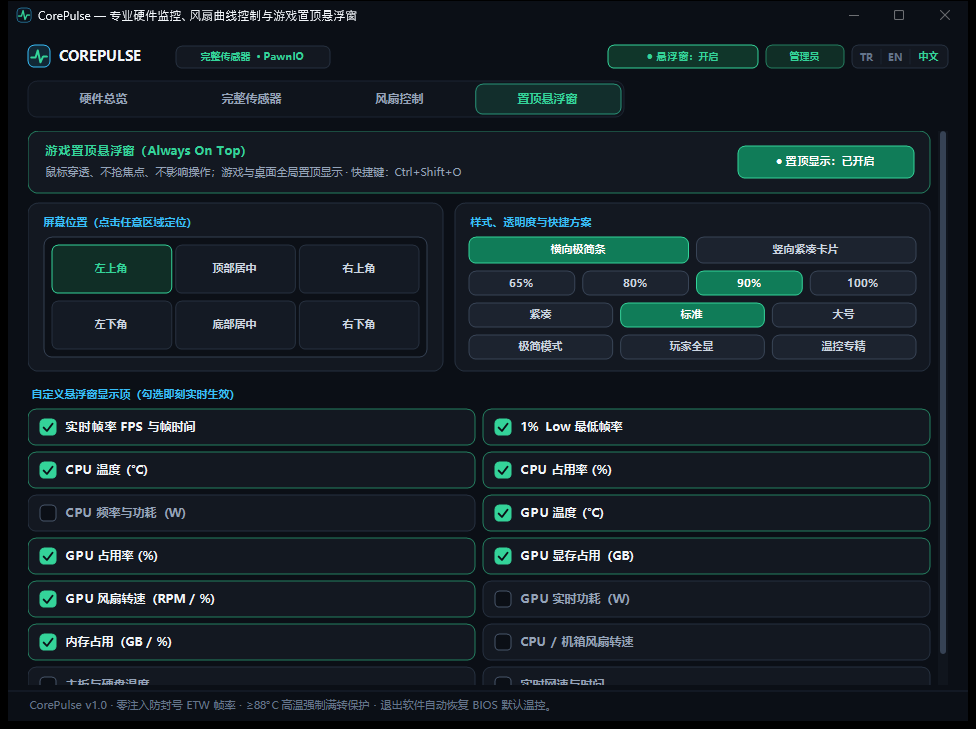 CorePulse — 专业硬件监控、风扇曲线控制与游戏置顶悬浮窗
COREPULSE
完整传感器 • PawnIO
● 悬浮窗：开启
管理员
TR EN 中文
硬件总览
完整传感器
风扇控制
置顶悬浮窗
游戏置顶悬浮窗（Always On Top）
鼠标穿透、不抢焦点、不影响操作；游戏与桌面全局置顶显示 · 快捷键：Ctrl+Shift+O
● 置顶显示：已开启
屏幕位置（点击任意区域定位）
左上角
顶部居中
右上角
左下角
底部居中
右下角
样式、透明度与快捷方案
横向极简条
竖向紧凑卡片
65%
80%
90%
100%
紧凑
标准
大号
极简模式
玩家全显
温控专精
自定义悬浮窗显示项（勾选即刻实时生效）
实时帧率 FPS 与帧时间
1% Low 最低帧率
CPU 温度（°C）
CPU 占用率 (%)
CPU 频率与功耗（W）
GPU 温度（°C）
GPU 占用率 (%)
GPU 显存占用（GB）
GPU 风扇转速（RPM / %）
GPU 实时功耗（W）
内存占用（GB / %）
CPU / 机箱风扇转速
主板与硬盘温度
实时网速与时间
CorePulse v1.0 · 零注入防封号 ETW 帧率 · ≥88°C 高温强制满转保护 · 退出软件自动恢复 BIOS 默认温控。